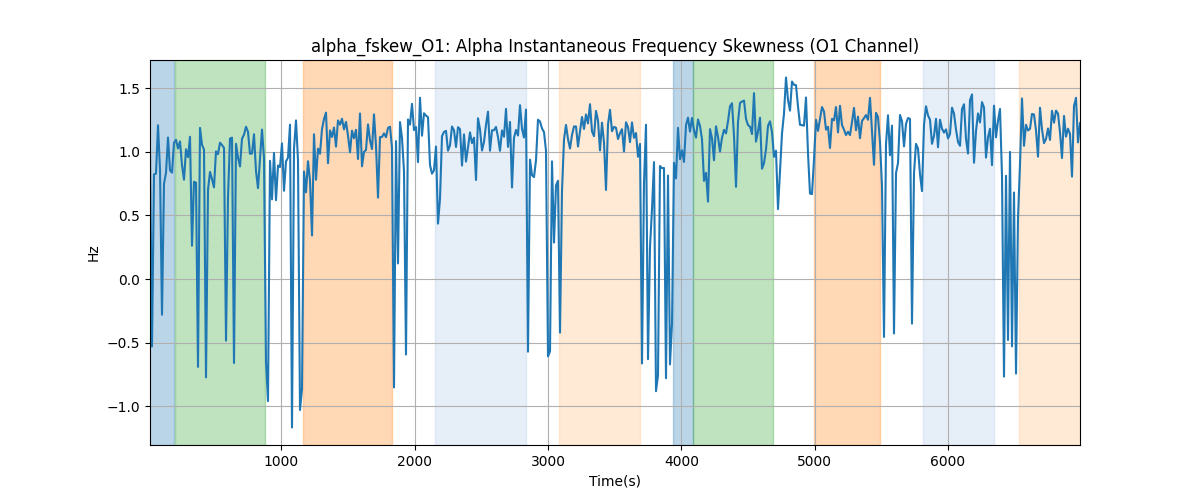 alpha_fskew_O1: Alpha Instantaneous Frequency Skewness (O1 Channel)
1.5
1.0
0.5
0.0
−0.5
−1.0
Hz
1000 2000 3000 4000 5000 6000
Time(s)